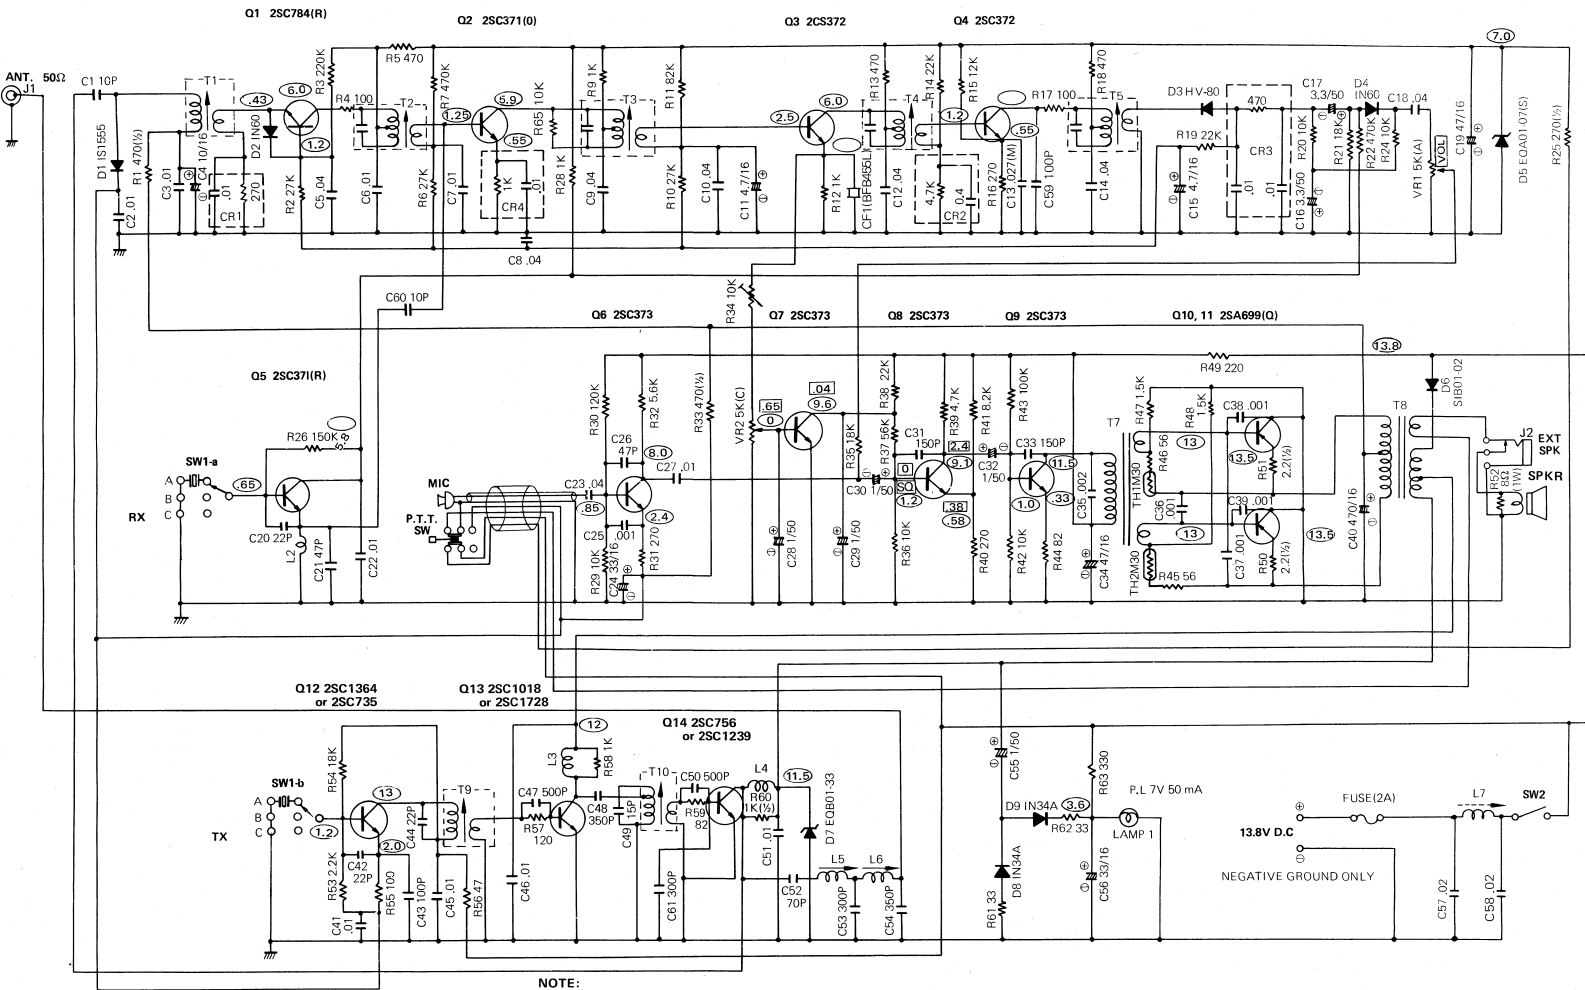 Q1 2SC784(R)
Q2 2SC371(0)
Q3 2CS372
Q4 2SC372
ANT. 50Ω
J1
C1 10P
T1
.43
6.0
R3 220K
R5 470
R4 100
T2
R7 470K
1.25
5.9
R65 10K
R9 1K
T3
R11 82K
2.5
6.0
R13 470
T4
R14 22K
1.2
R15 12K
R17 100
R18 470
T5
D3 HV-80
470
C17
3.3/50
D4
IN60
C18 .04
7.0
D1 IS1555
R1 470(½)
C2 .01
C3 .01
C4 10/16
.01
270
CR1
D2 IN60
R2 27K
1.2
C5 .04
C6 .01
R6 27K
C7 .01
.55
1K
.01
CR4
C8 .04
R28 1K
C9 .04
R10 27K
C10 .04
C11 4.7/16
R12 1K
CF1(BFB455L)
C12 .04
4.7K
0.4
CR2
.55
R16 270
C13 .027(M)
C59 100P
C14 .04
R19 22K
C15 4.7/16
CR3
.01
.01
R20 10K
C16 3.3/50
R21 18K
R22 470K
R24 10K
VR1 5K(A)
VOL
C19 47/16
D5 EQA01-07(S)
R25 270(½)
C60 10P
R34 10K
Q6 2SC373
Q7 2SC373
Q8 2SC373
Q9 2SC373
Q10, 11 2SA699(Q)
13.8
Q5 2SC37I(R)
R26 150K
5.8
SW1-a
A
B
C
RX
.65
C20 22P
L2
C21 47P
C22 .01
MIC
P.T.T.
SW
C23 .04
.85
R30 120K
R32 5.6K
C26
47P
8.0
C27 .01
R33 470(½)
2.4
C25
.001
R31 270
R29 10K
C24 33/16
VR2 5K(C)
.65
0
.04
9.6
C28 1/50
C29 1/50
R35 18K
C30 1/50
R38 22K
R37 56K
C31
150P
0
SQ
1.2
R36 10K
R39 4.7K
2.4
9.1
.38
.58
R40 270
R41 8.2K
C32
1/50
R43 100K
C33 150P
11.5
.33
1.0
R42 10K
R44 82
C35 .002
C34 47/16
T7
R49 220
R47 1.5K
R48
1.5K
C38 .001
13
13.5
R46 56
TH1M30
R51
2.2(½)
C36
.001
C39 .001
13
13.5
C37 .001
R50
2.2(½)
TH2M30
R45 56
C40 470/16
T8
D6
SIB01-02
J2
EXT
SPK
SPKR
R52
8Ω
(1W)
Q12 2SC1364
or 2SC735
Q13 2SC1018
or 2SC1728
Q14 2SC756
or 2SC1239
12
R54 18K
SW1-b
A
B
C
TX
13
1.2
2.0
C42
22P
R53 2.2K
R55 100
C41
.01
C43 100P
C44 22P
C45 .01
T9
R56 47
C46 .01
C47 500P
R57
120
L3
R58 1K
C48
350P
C49 15P
T10
C50 500P
R59
82
C61 300P
L4
R60
1K(½)
11.5
D7 EQB01-33
C51 .01
C52
70P
L5
L6
C53 300P
C54 350P
C55 1/50
D9 IN34A
3.6
R62 33
D8 IN34A
R61 33
R63 330
C56 33/16
P.L 7V 50 mA
LAMP 1
13.8V D.C
FUSE(2A)
L7
SW2
NEGATIVE GROUND ONLY
C57 .02
C58 .02
NOTE: